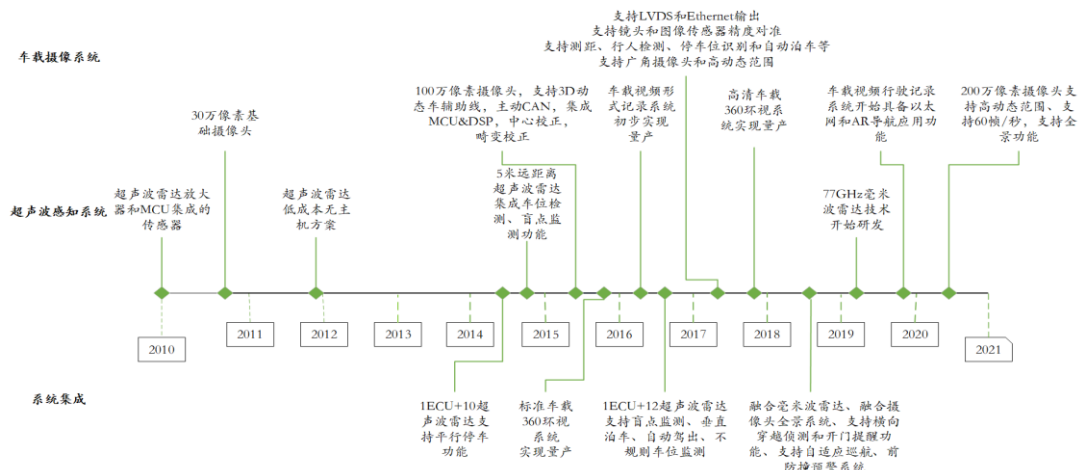 支持LVDS和Ethernet输出
支持镜头和图像传感器精度对准
支持测距、行人检测、停车位识别和自动泊车等
支持广角摄像头和高动态范围
车载摄像系统
30万像素基
础摄像头
100万像素摄像头，支持3D动
态车辅助线，主动CAN，集成
MCU&DSP，中心校正，
畸变校正
车载视频形
式记录系统
初步实现
量产
高清车载
360环视系
统实现量产
车载视频行驶记录
系统开始具备以太
网和AR导航应用功
能
200万像素摄像头支
持高动态范围、支
持60帧/秒，支持全
景功能
超声波感知系统
超声波雷达放大
器和MCU集成的
传感器
超声波雷达
低成本无主
机方案
5米远距离
超声波雷达
集成车位检
测、盲点监
测功能
77GHz毫米
波雷达技术
开始研发
2010
2011
2012
2013
2014
2015
2016
2017
2018
2019
2020
2021
系统集成
1ECU+10超
声波雷达支
持平行停车
功能
标准车载
360环视
系统
实现量产
1ECU+12超声波雷达
支持盲点监测、垂直
泊车、自动驾出、不
规则车位监测
融合毫米波雷达、融合摄
像头全景系统、支持横向
穿越侦测和开门提醒功
能、支持自适应巡航、前
防撞预警系统